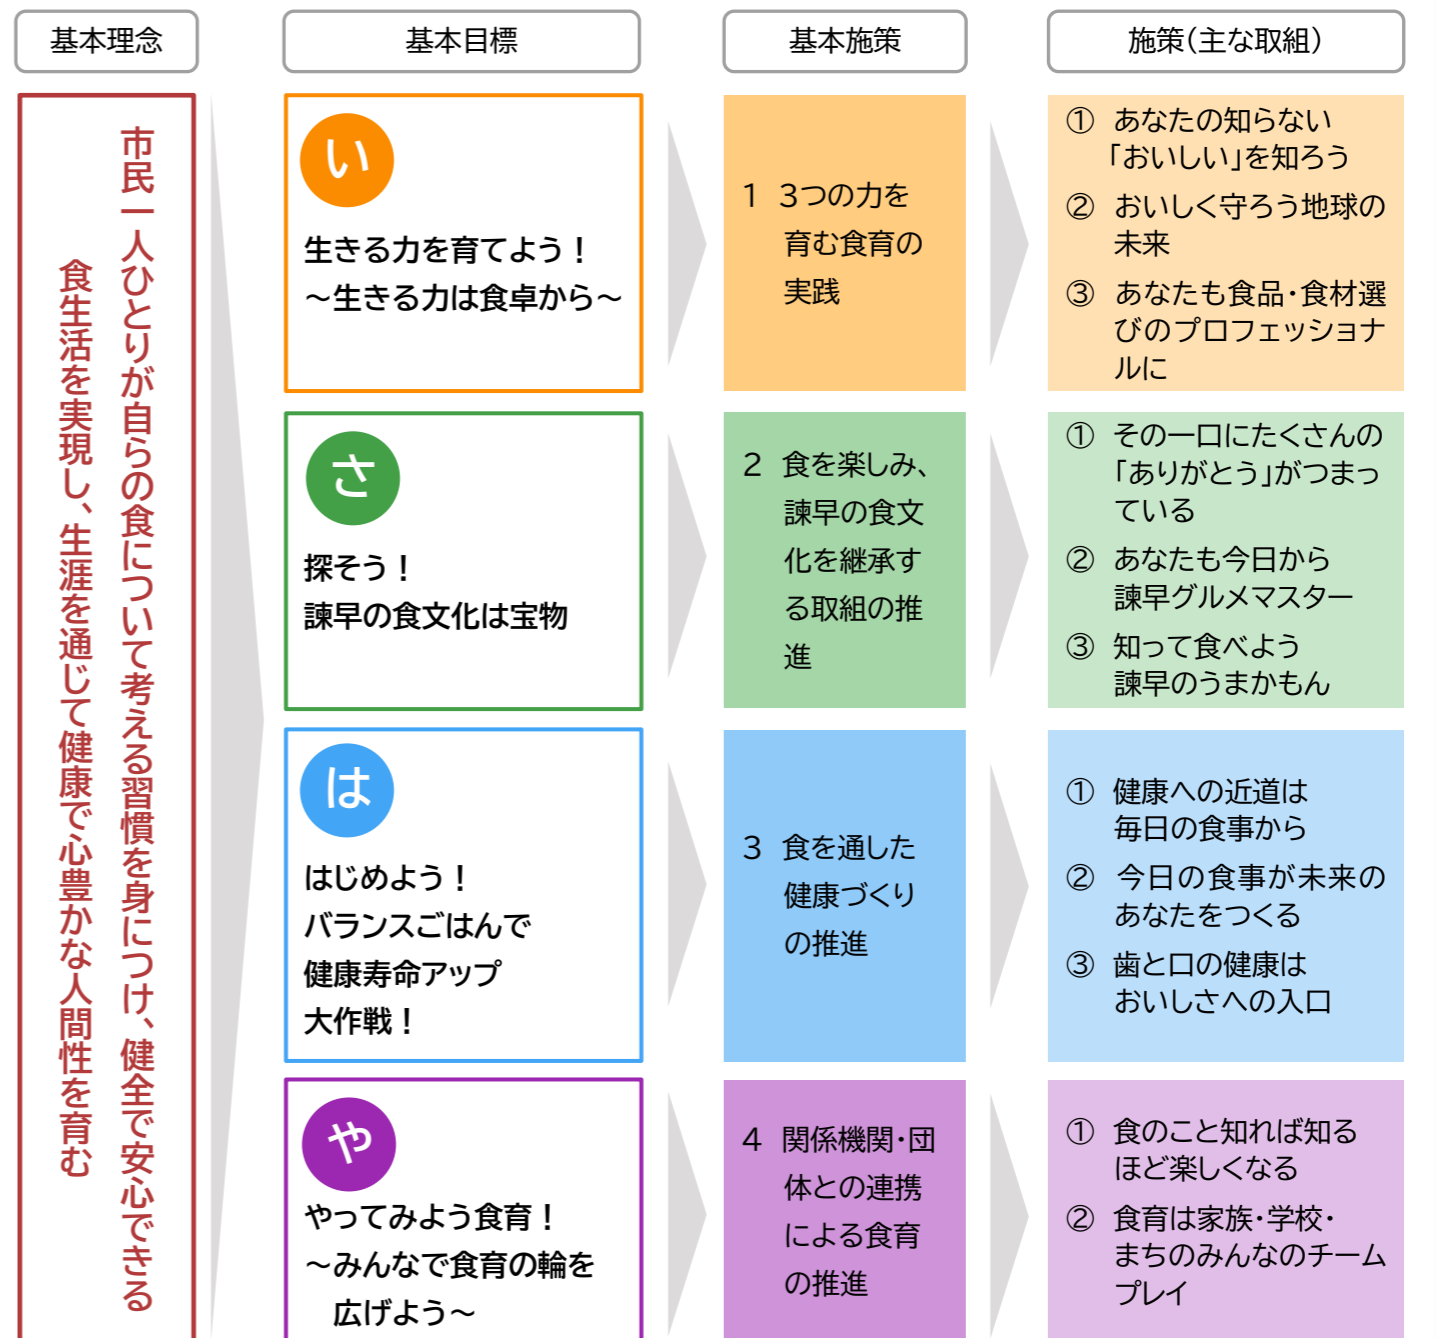 基本理念
基本目標
基本施策
施策(主な取組)
市民一人ひとりが自らの食について考える習慣を身につけ、健全で安心できる
食生活を実現し、生涯を通じて健康で心豊かな人間性を育む
い
生きる力を育てよう！
～生きる力は食卓から～
1 3つの力を
育む食育の
実践
① あなたの知らない
「おいしい」を知ろう
② おいしく守ろう地球の
未来
③ あなたも食品・食材選
びのプロフェッショナ
ルに
さ
探そう！
諫早の食文化は宝物
2 食を楽しみ、
諫早の食文
化を継承す
る取組の推
進
① その一口にたくさんの
「ありがとう」がつまっ
ている
② あなたも今日から
諫早グルメマスター
③ 知って食べよう
諫早のうまかもん
は
はじめよう！
バランスごはんで
健康寿命アップ
大作戦！
3 食を通した
健康づくり
の推進
① 健康への近道は
毎日の食事から
② 今日の食事が未来の
あなたをつくる
③ 歯と口の健康は
おいしさへの入口
や
やってみよう食育！
～みんなで食育の輪を
広げよう～
4 関係機関・団
体との連携
による食育
の推進
① 食のこと知れば知る
ほど楽しくなる
② 食育は家族・学校・
まちのみんなのチーム
プレイ